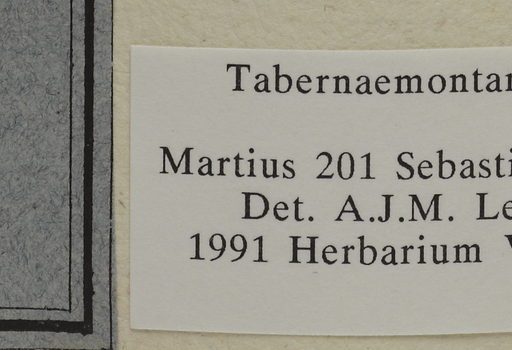 Tabernaemontan
Martius 201 Sebasti
Det. A.J.M. Le
1991 Herbarium